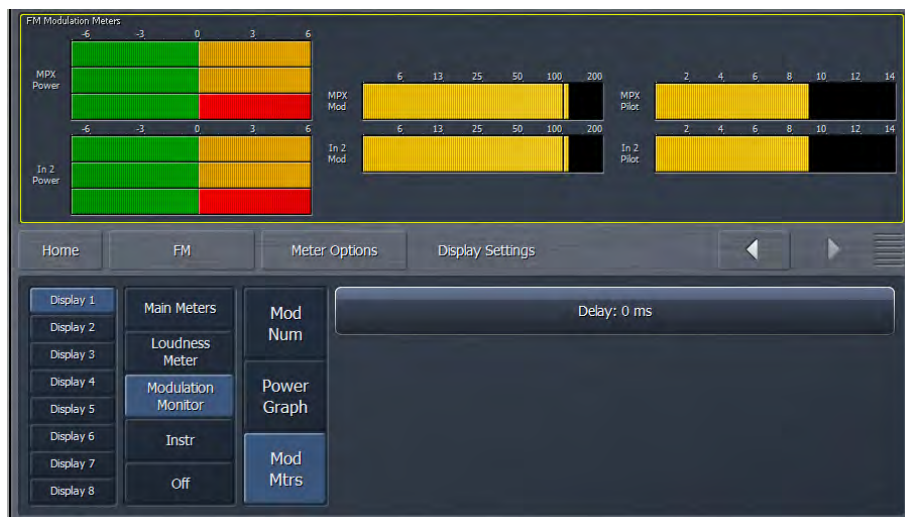 FM Modulation Meters
-6 -3 0 3 6
MPX
Power
6 13 25 50 100 200
MPX
Mod
2 4 6 8 10 12 14
MPX
Pilot
-6 -3 0 3 6
In 2
Power
6 13 25 50 100 200
In 2
Mod
2 4 6 8 10 12 14
In 2
Pilot
Home FM Meter Options Display Settings
Display 1
Display 2
Display 3
Display 4
Display 5
Display 6
Display 7
Display 8
Main Meters
Loudness
Meter
Modulation
Monitor
Instr
Off
Mod
Num
Power
Graph
Mod
Mtrs
Delay: 0 ms